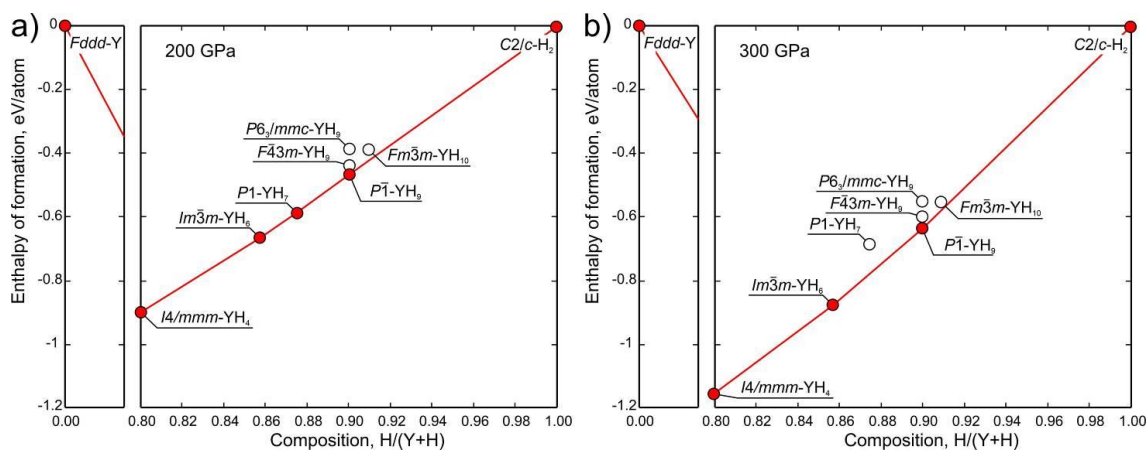 a)
Fddd-Y
200 GPa
C2/c-H₂
P6₃/mmc-YH₉
F4̅3m-YH₉
Fm3̅m-YH₁₀
P1̅-YH₉
P1-YH₇
Im3̅m-YH₆
I4/mmm-YH₄
Enthalpy of formation, eV/atom
0
-0.2
-0.4
-0.6
-0.8
-1
-1.2
0.00 0.80 0.82 0.84 0.86 0.88 0.90 0.92 0.94 0.96 0.98 1.00
Composition, H/(Y+H)
b)
Fddd-Y
300 GPa
C2/c-H₂
P6₃/mmc-YH₉
F4̅3m-YH₉
P1-YH₇
Fm3̅m-YH₁₀
P1̅-YH₉
Im3̅m-YH₆
I4/mmm-YH₄
Enthalpy of formation, eV/atom
0
-0.2
-0.4
-0.6
-0.8
-1
-1.2
0.00 0.80 0.82 0.84 0.86 0.88 0.90 0.92 0.94 0.96 0.98 1.00
Composition, H/(Y+H)